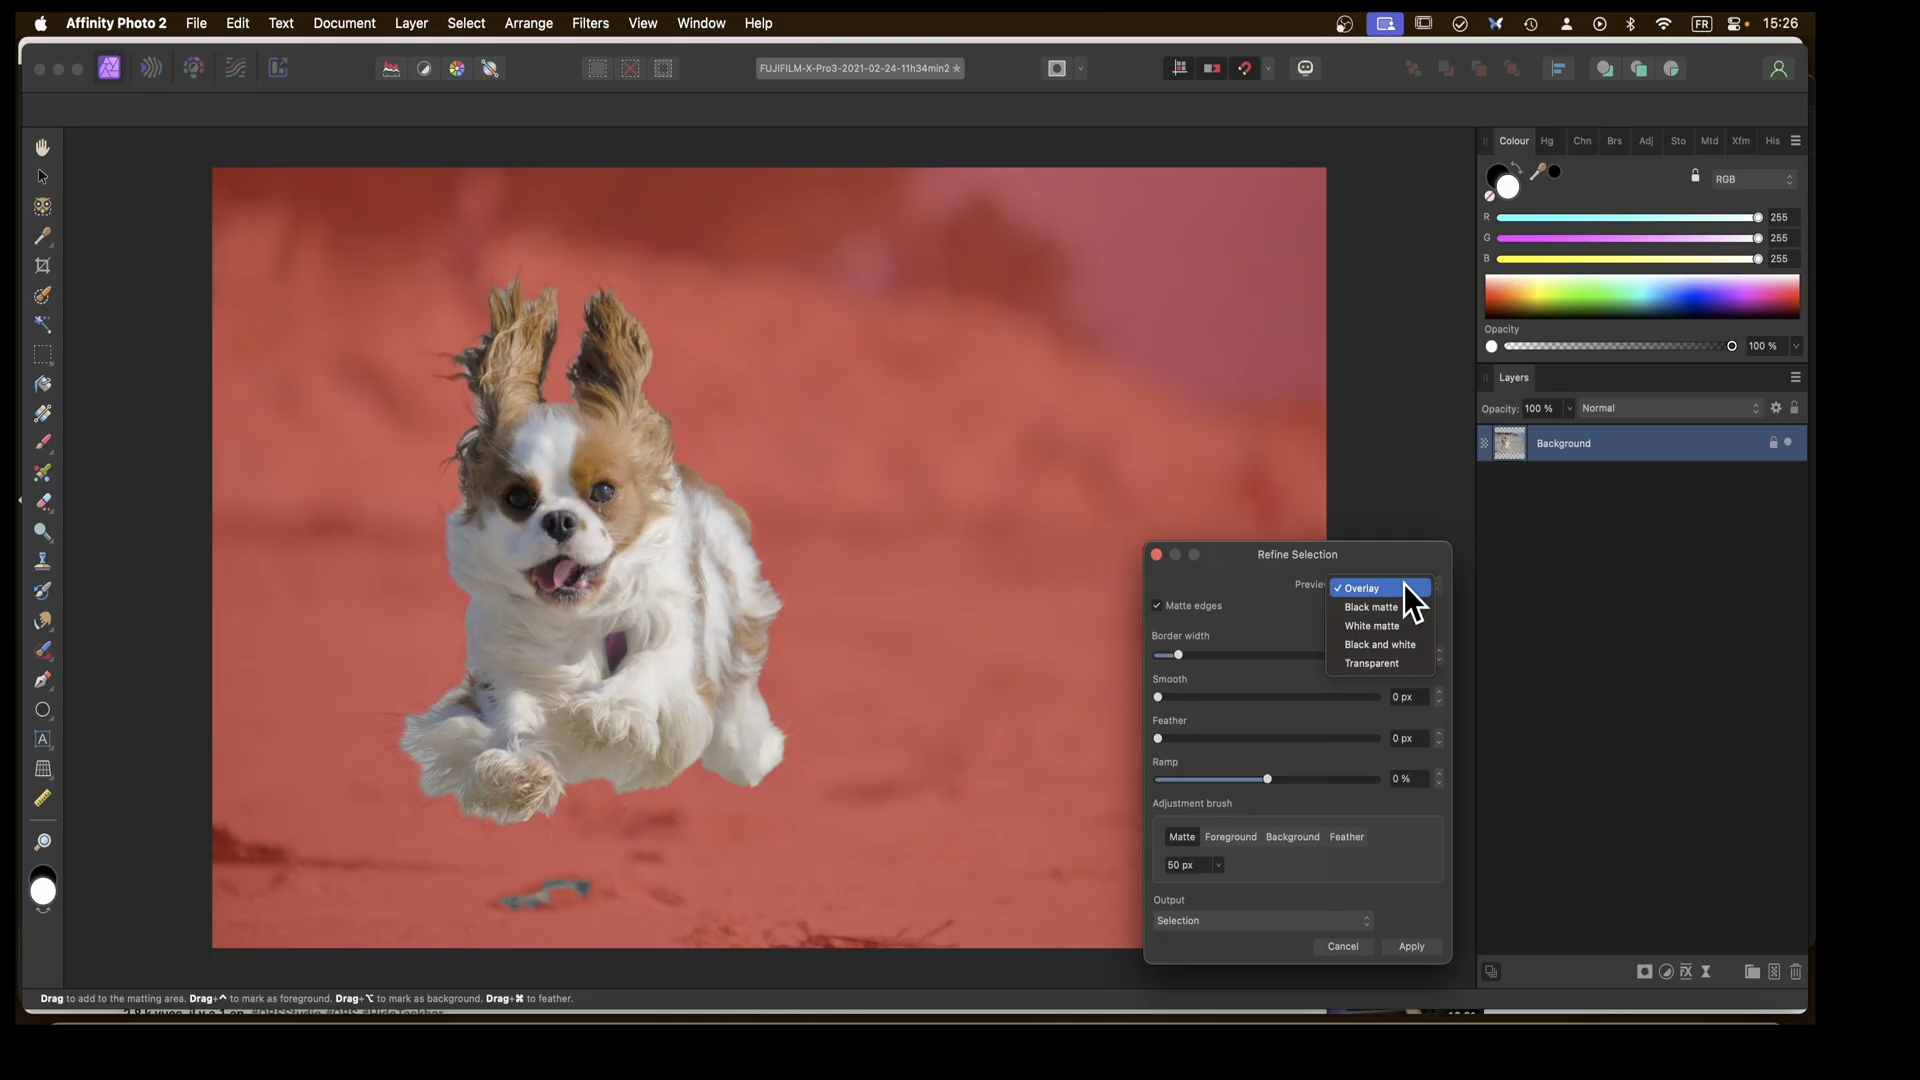 Affinity Photo 2 File Edit Text Document Layer Select Arrange Filters View Window Help FR 15:26
FUJIFILM-X-Pro3-2021-02-24-11h34min2 *
Colour Hg Chn Brs Adj Sto Mtd Xfm His
RGB
R 255
G 255
B 255
Opacity
100 %
Layers
Opacity: 100 % Normal
Background
Refine Selection
Overlay
Black matte
White matte
Black and white
Transparent
Matte edges
Border width
Smooth
0 px
Feather
0 px
Ramp
0 %
Adjustment brush
Matte Foreground Background Feather
50 px
Output
Selection
Cancel Apply
Drag to add to the matting area. Drag+⌃ to mark as foreground. Drag+⌥ to mark as background. Drag+⌘ to feather.